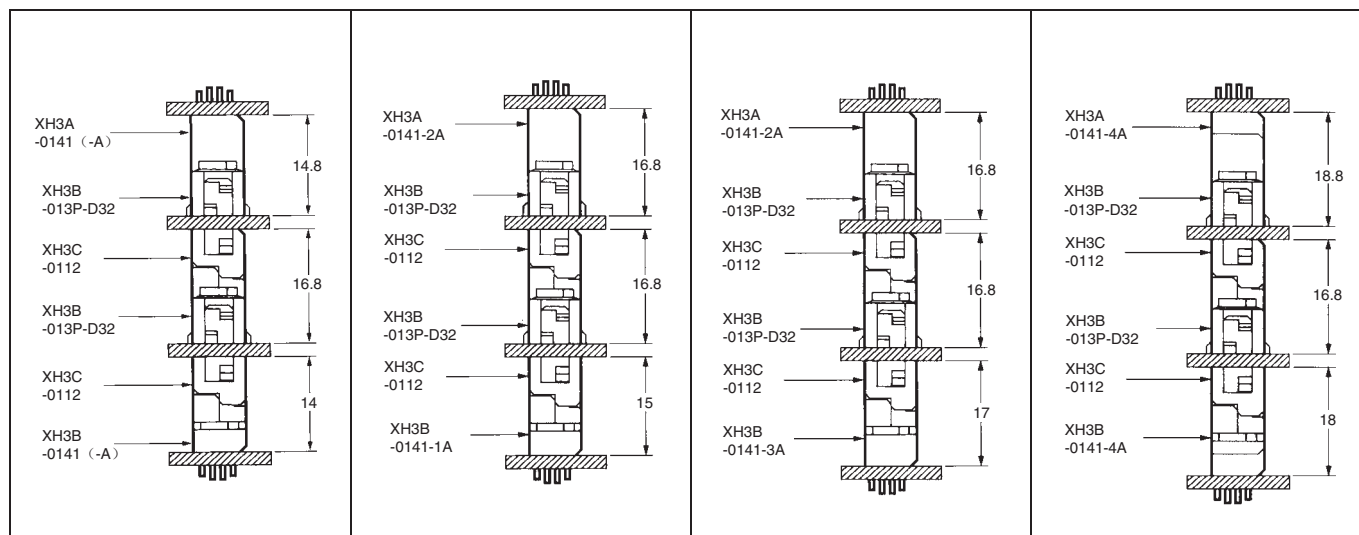 XH3A
-0141（-A）
14.8
XH3B
-013P-D32
XH3C
-0112
16.8
XH3B
-013P-D32
XH3C
-0112
14
XH3B
-0141（-A）
XH3A
-0141-2A
16.8
XH3B
-013P-D32
XH3C
-0112
16.8
XH3B
-013P-D32
XH3C
-0112
15
XH3B
-0141-1A
XH3A
-0141-2A
16.8
XH3B
-013P-D32
XH3C
-0112
16.8
XH3B
-013P-D32
XH3C
-0112
17
XH3B
-0141-3A
XH3A
-0141-4A
18.8
XH3B
-013P-D32
XH3C
-0112
16.8
XH3B
-013P-D32
XH3C
-0112
18
XH3B
-0141-4A